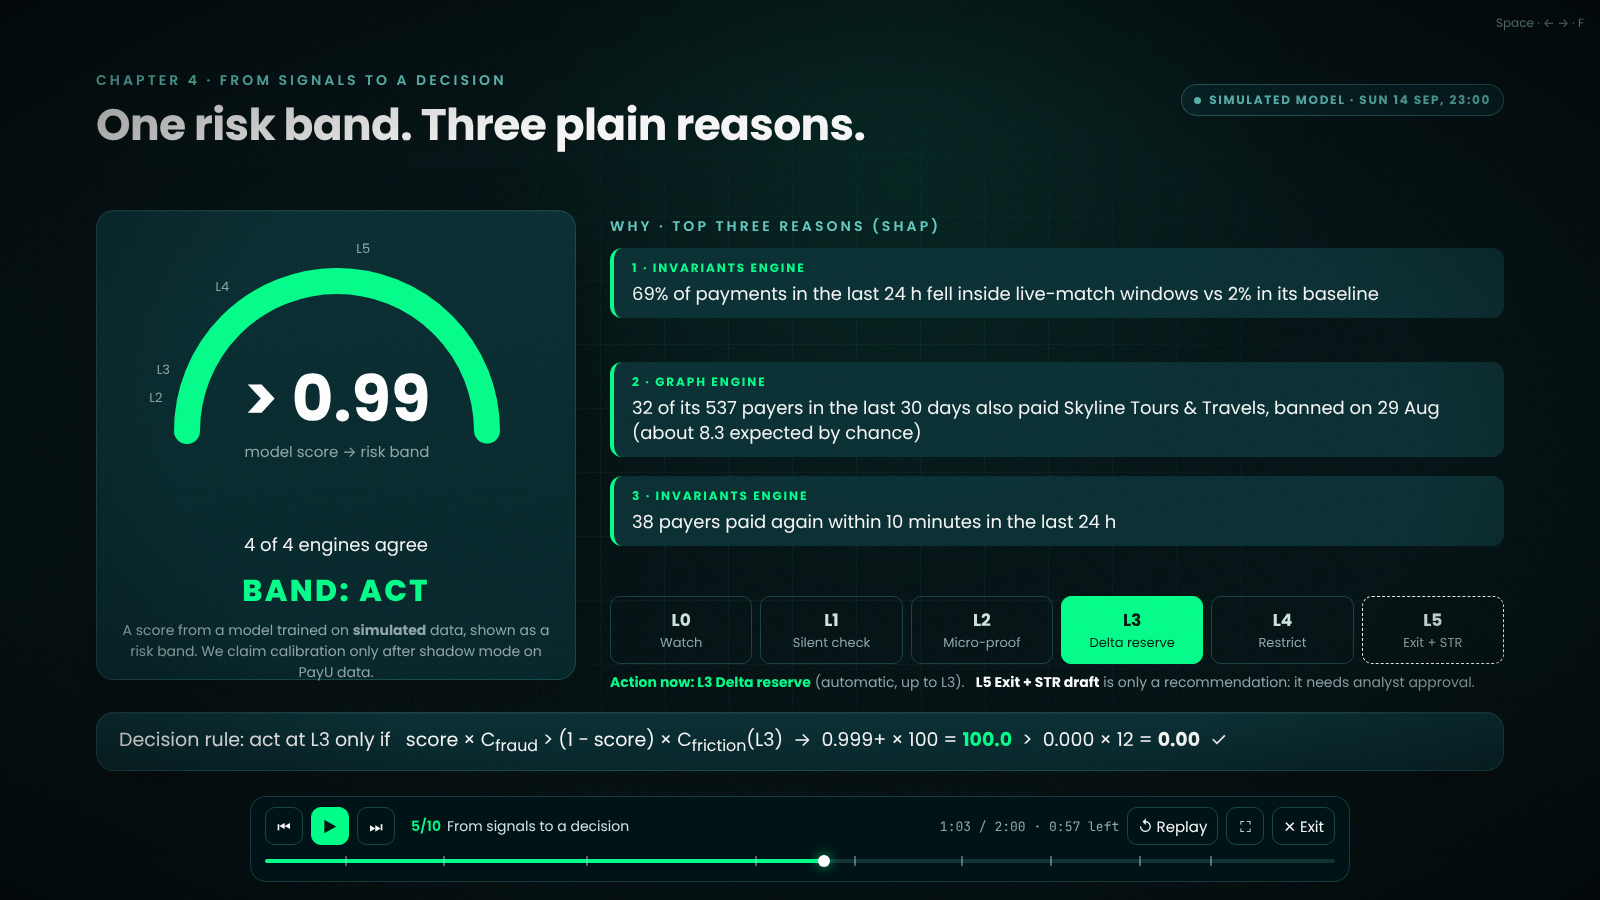 Space · ← → · F
CHAPTER 4 · FROM SIGNALS TO A DECISION
One risk band. Three plain reasons.
SIMULATED MODEL · SUN 14 SEP, 23:00
L5
L4
L3
L2
> 0.99
model score → risk band
4 of 4 engines agree
BAND: ACT
A score from a model trained on simulated data, shown as a
risk band. We claim calibration only after shadow mode on
PayU data.
WHY · TOP THREE REASONS (SHAP)
1 · INVARIANTS ENGINE
69% of payments in the last 24 h fell inside live-match windows vs 2% in its baseline
2 · GRAPH ENGINE
32 of its 537 payers in the last 30 days also paid Skyline Tours & Travels, banned on 29 Aug
(about 8.3 expected by chance)
3 · INVARIANTS ENGINE
38 payers paid again within 10 minutes in the last 24 h
L0
Watch
L1
Silent check
L2
Micro-proof
L3
Delta reserve
L4
Restrict
L5
Exit + STR
Action now: L3 Delta reserve (automatic, up to L3). L5 Exit + STR draft is only a recommendation: it needs analyst approval.
Decision rule: act at L3 only if score × Cfraud > (1 − score) × Cfriction(L3) → 0.999+ × 100 = 100.0 > 0.000 × 12 = 0.00 ✓
5/10 From signals to a decision
1:03 / 2:00 · 0:57 left
Replay
✕ Exit